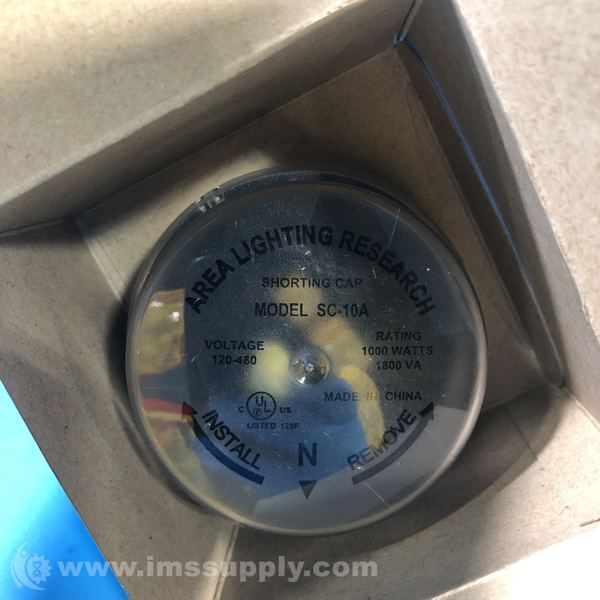 AREA LIGHTING RESEARCH
SHORTING CAP
MODEL SC-10A
VOLTAGE
120-480
RATING
1000 WATTS
1800 VA
MADE IN CHINA
C UL US
LISTED 128F
INSTALL
N
REMOVE
www.imssupply.com